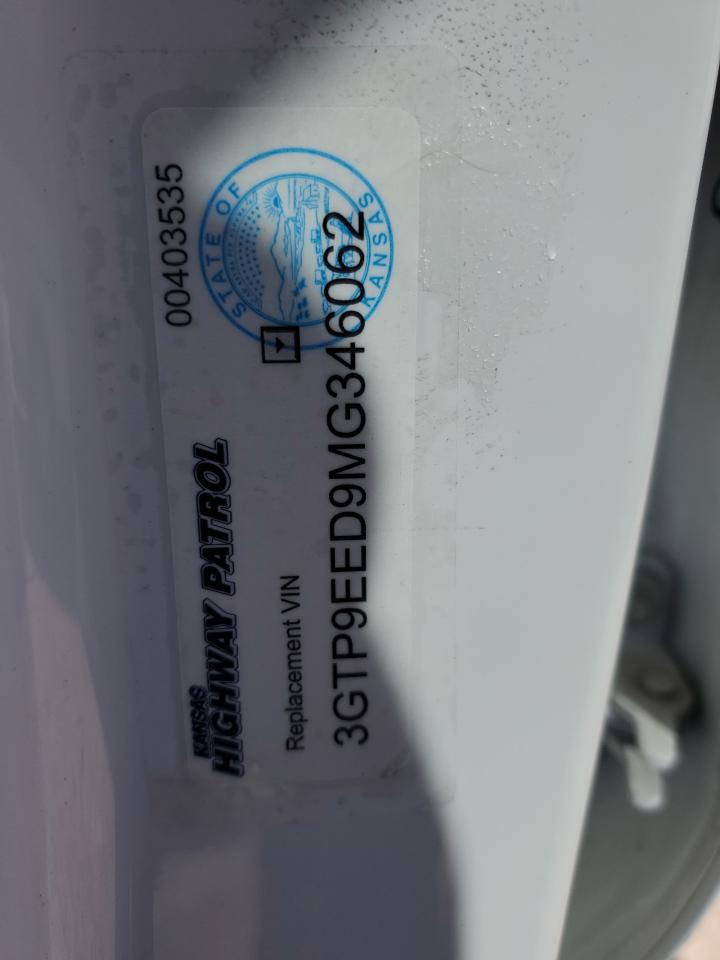 00403535
STATE OF KANSAS
KANSAS
HIGHWAY PATROL
Replacement VIN
3GTP9EED9MG346062